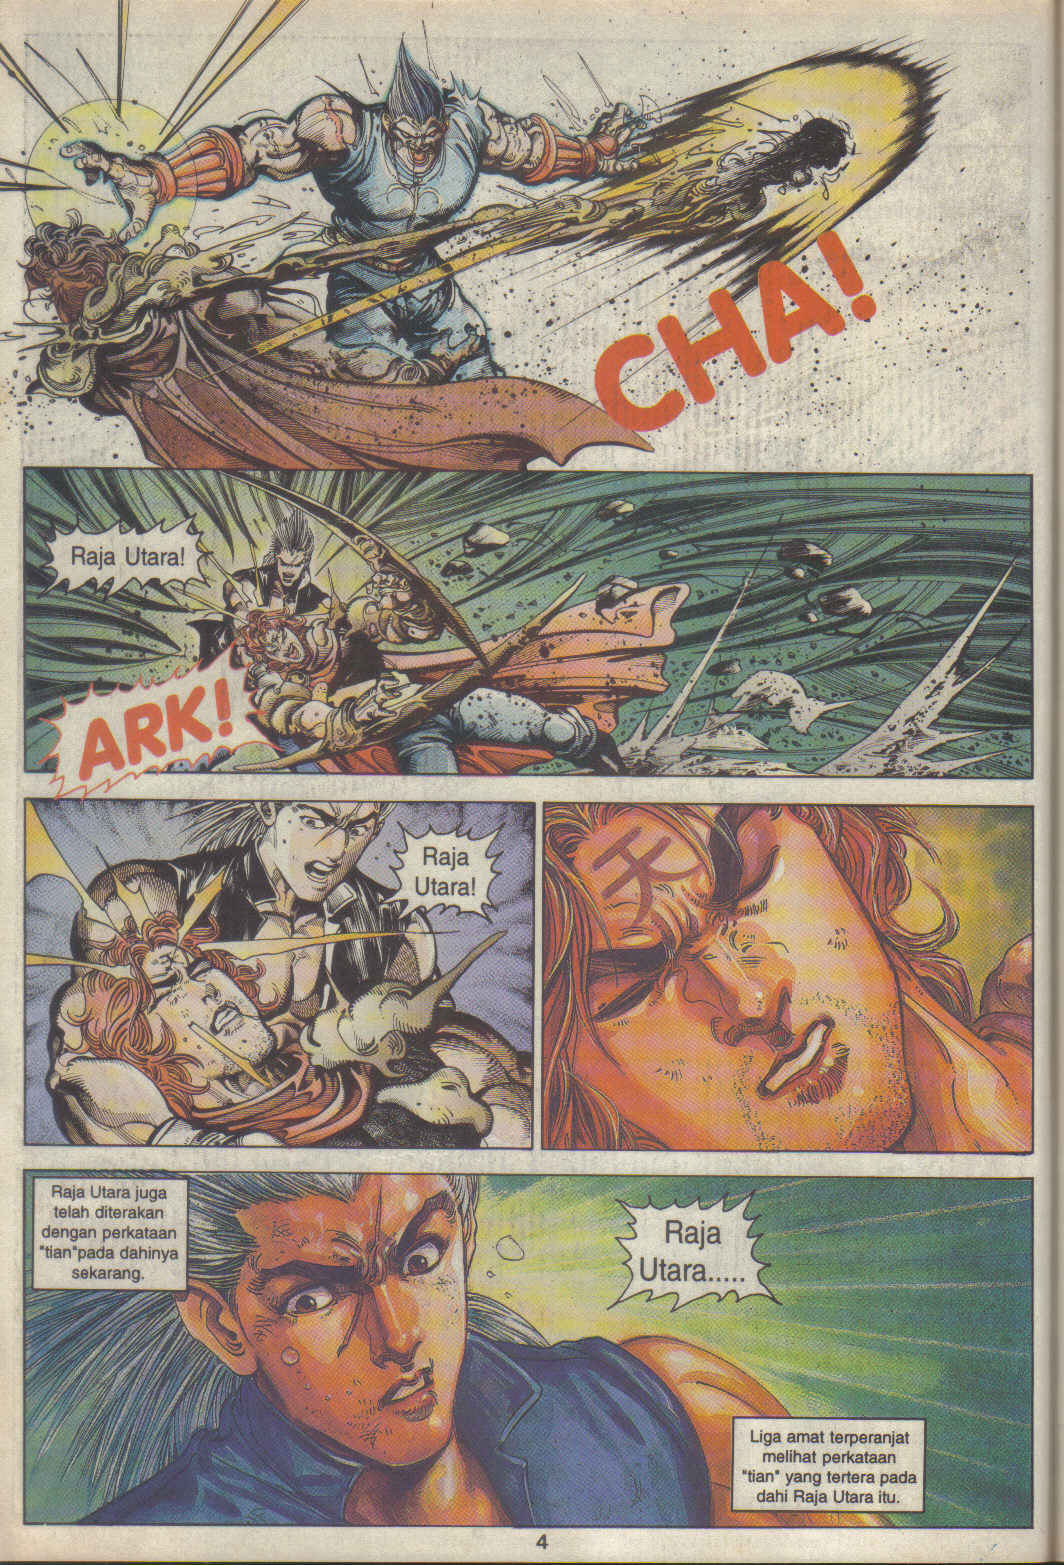 CHA!
Raja Utara!
ARK!
Raja
Utara!
天
Raja Utara juga
telah diterakan
dengan perkataan
"tian"pada dahinya
sekarang.
Raja
Utara.....
Liga amat terperanjat
melihat perkataan
"tian" yang tertera pada
dahi Raja Utara itu.
4